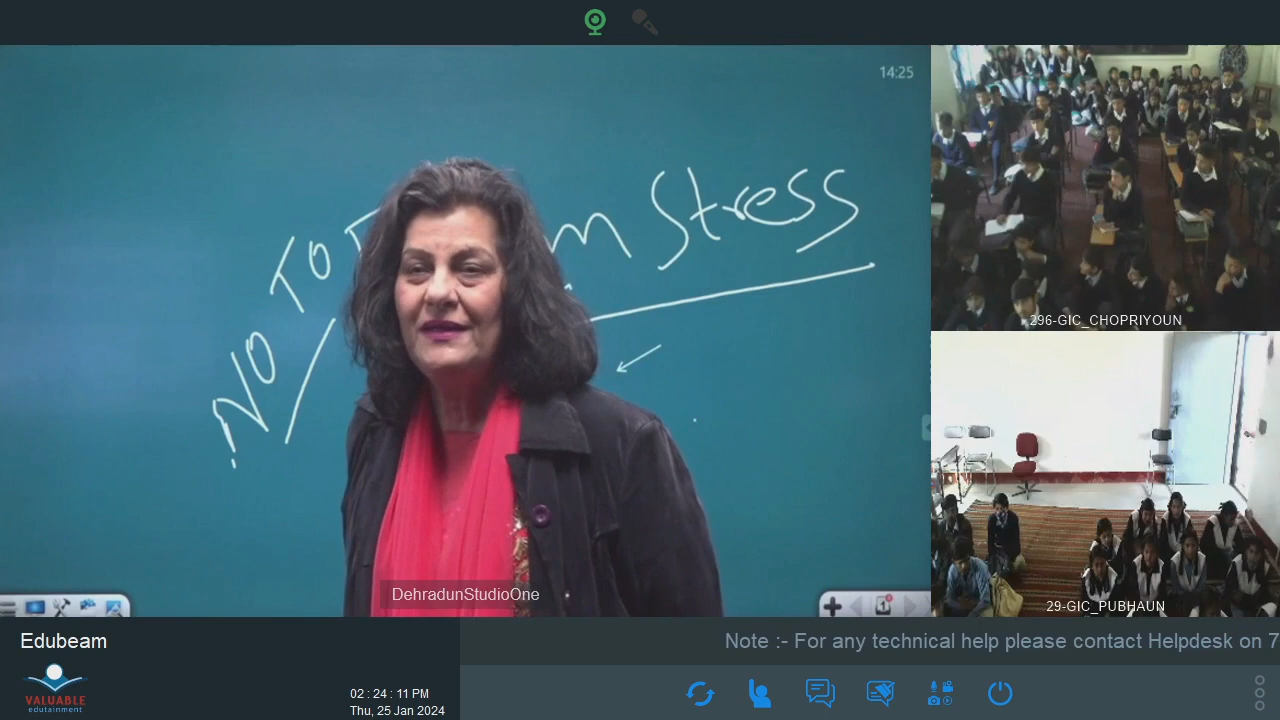 14:25
NO TO E m Stress
296-GIC_CHOPRIYOUN
29-GIC_PUBHAUN
DehradunStudioOne
1
Edubeam
Note :- For any technical help please contact Helpdesk on 7
VALUABLE
edutainment
02 : 24 : 11 PM
Thu, 25 Jan 2024